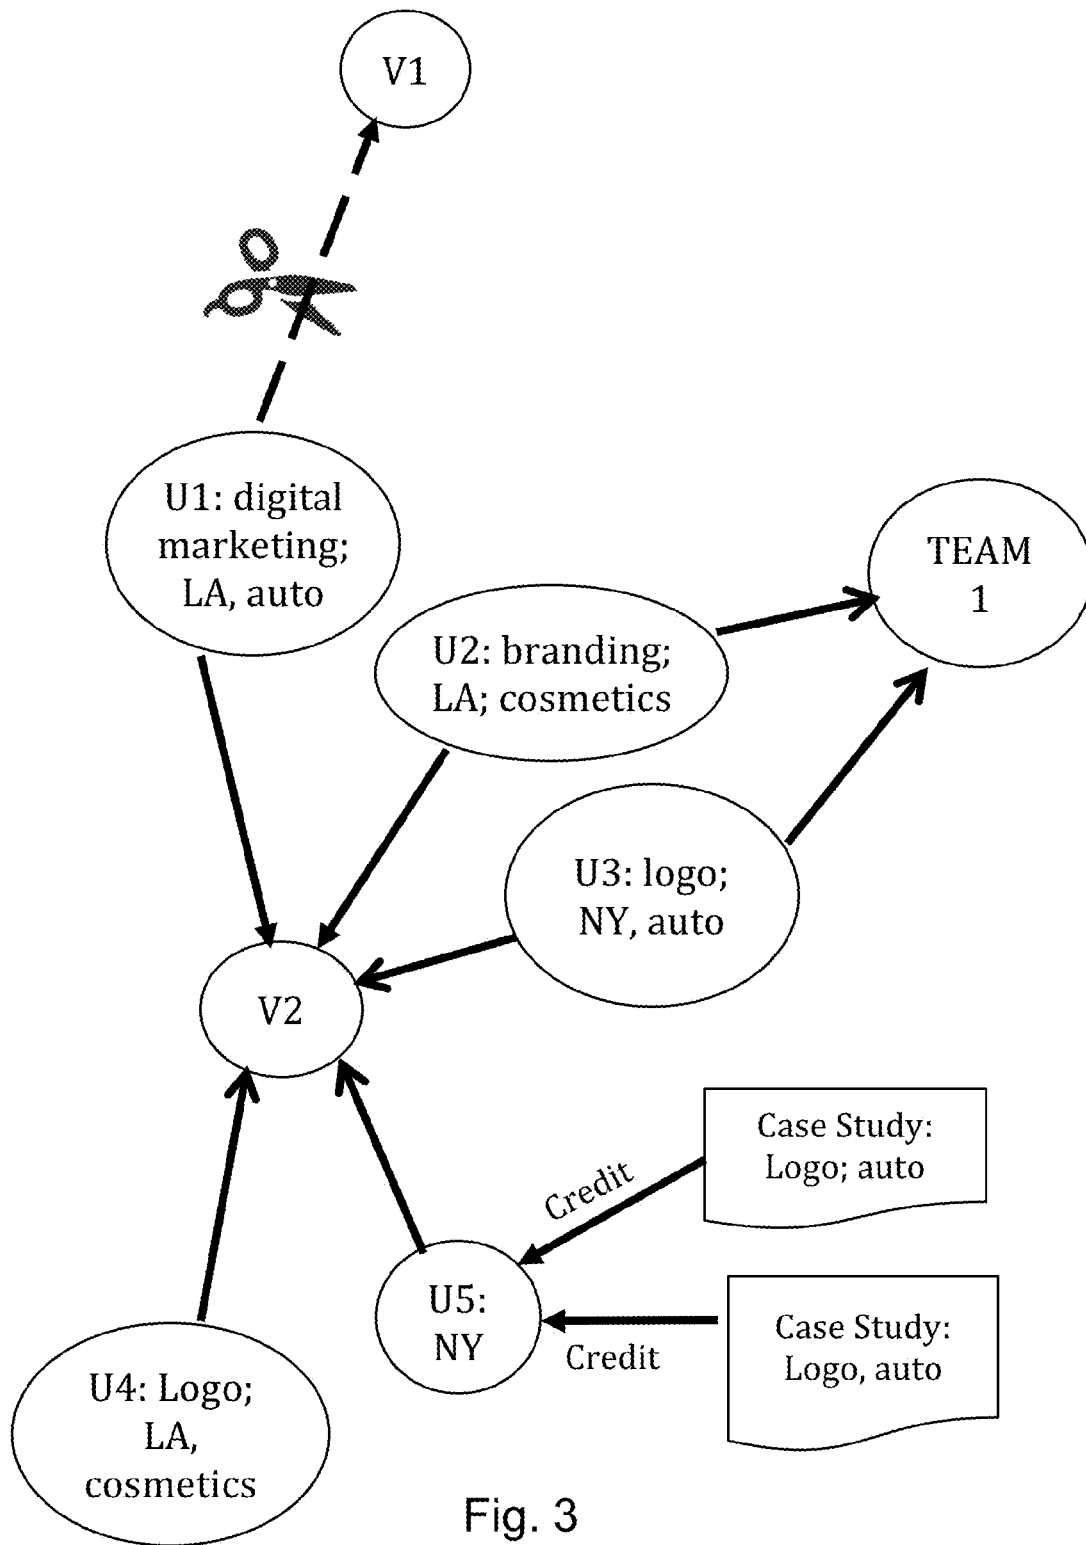 V1
U1: digital
marketing;
LA, auto
TEAM
1
U2: branding;
LA; cosmetics
U3: logo;
NY, auto
V2
Case Study:
Logo; auto
Credit
U5:
NY
Case Study:
Logo, auto
Credit
U4: Logo;
LA,
cosmetics
Fig. 3